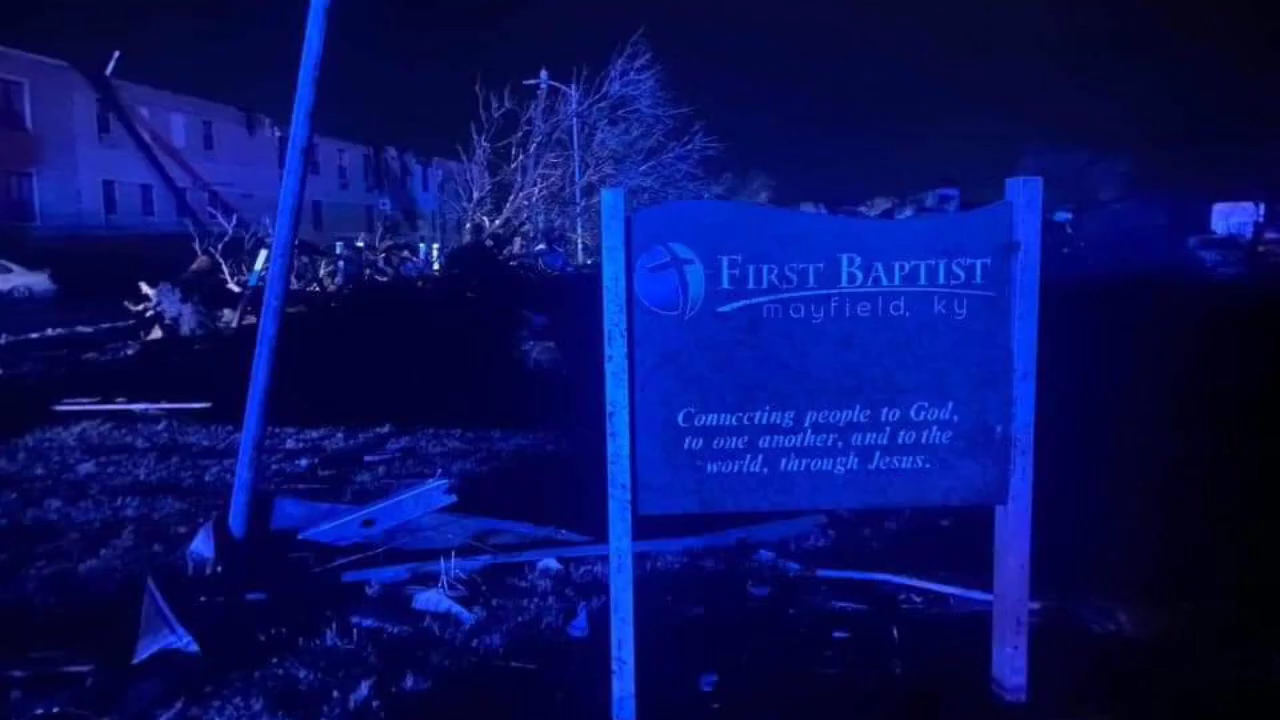 FIRST BAPTIST
mayfield, ky
Connecting people to God,
to one another, and to the
world, through Jesus.